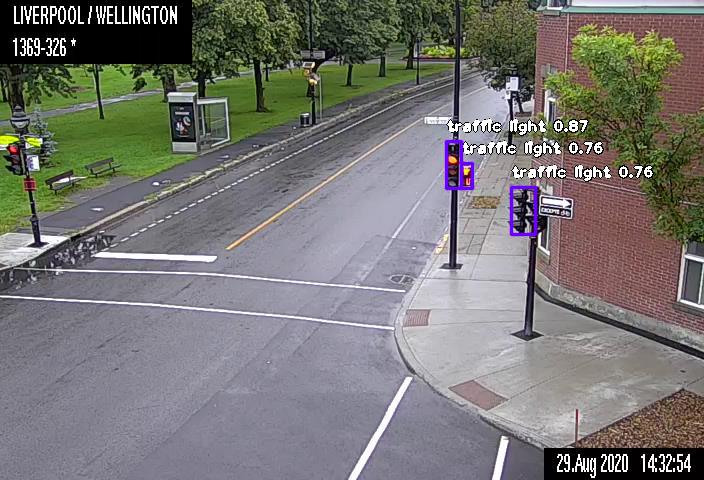 LIVERPOOL / WELLINGTON
1369-326 *
traffic light 0.87
traffic light 0.76
traffic light 0.76
EXCEPTÉ
29.Aug 2020 14:32:54